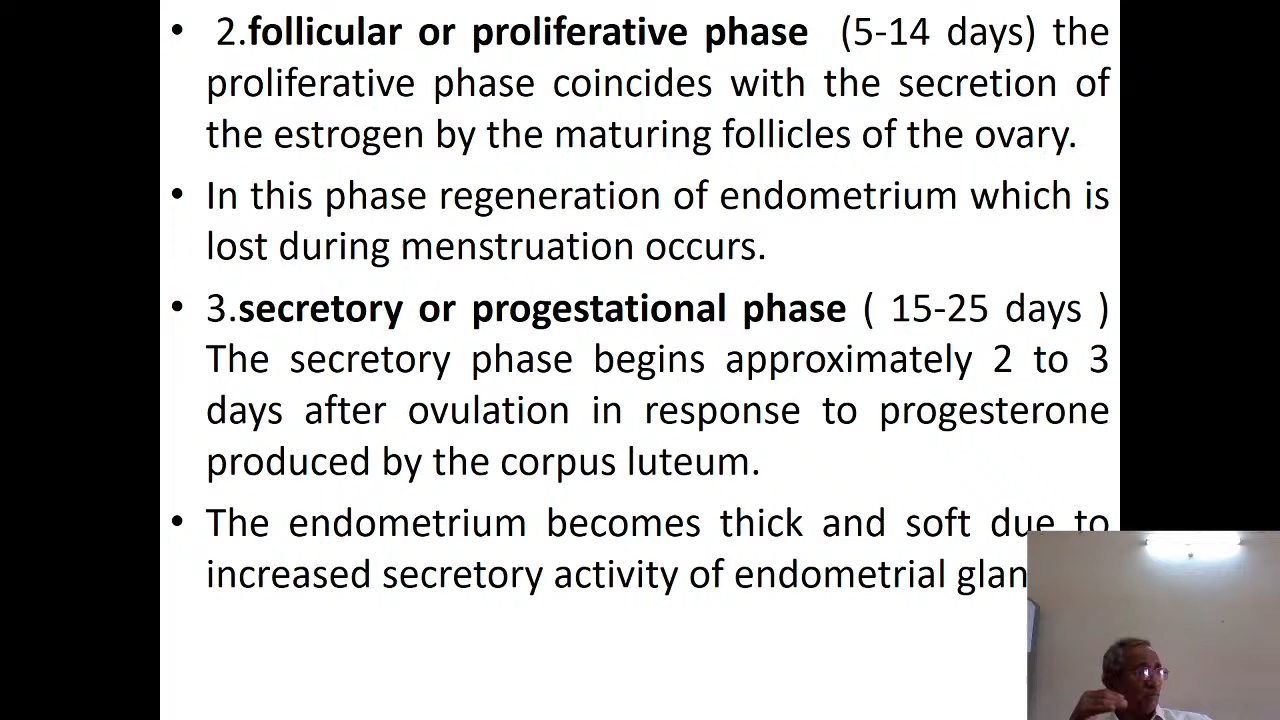 • 2.follicular or proliferative phase (5-14 days) the
proliferative phase coincides with the secretion of
the estrogen by the maturing follicles of the ovary.
• In this phase regeneration of endometrium which is
lost during menstruation occurs.
• 3.secretory or progestational phase ( 15-25 days )
The secretory phase begins approximately 2 to 3
days after ovulation in response to progesterone
produced by the corpus luteum.
• The endometrium becomes thick and soft due to
increased secretory activity of endometrial glan